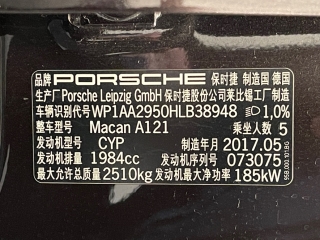 品牌 PORSCHE 保时捷 制造国 德国
生产厂 Porsche Leipzig GmbH 保时捷股份公司莱比锡工厂制造
车辆识别代号 WP1AA2950HLB38948 1,0%
整车型号 Macan A121 乘坐人数 5
发动机型号 CYP 制造年月 2017.05
发动机排量 1984cc 发动机序号 073075
最大允许总质量 2510kg 发动机最大净功率 185kW